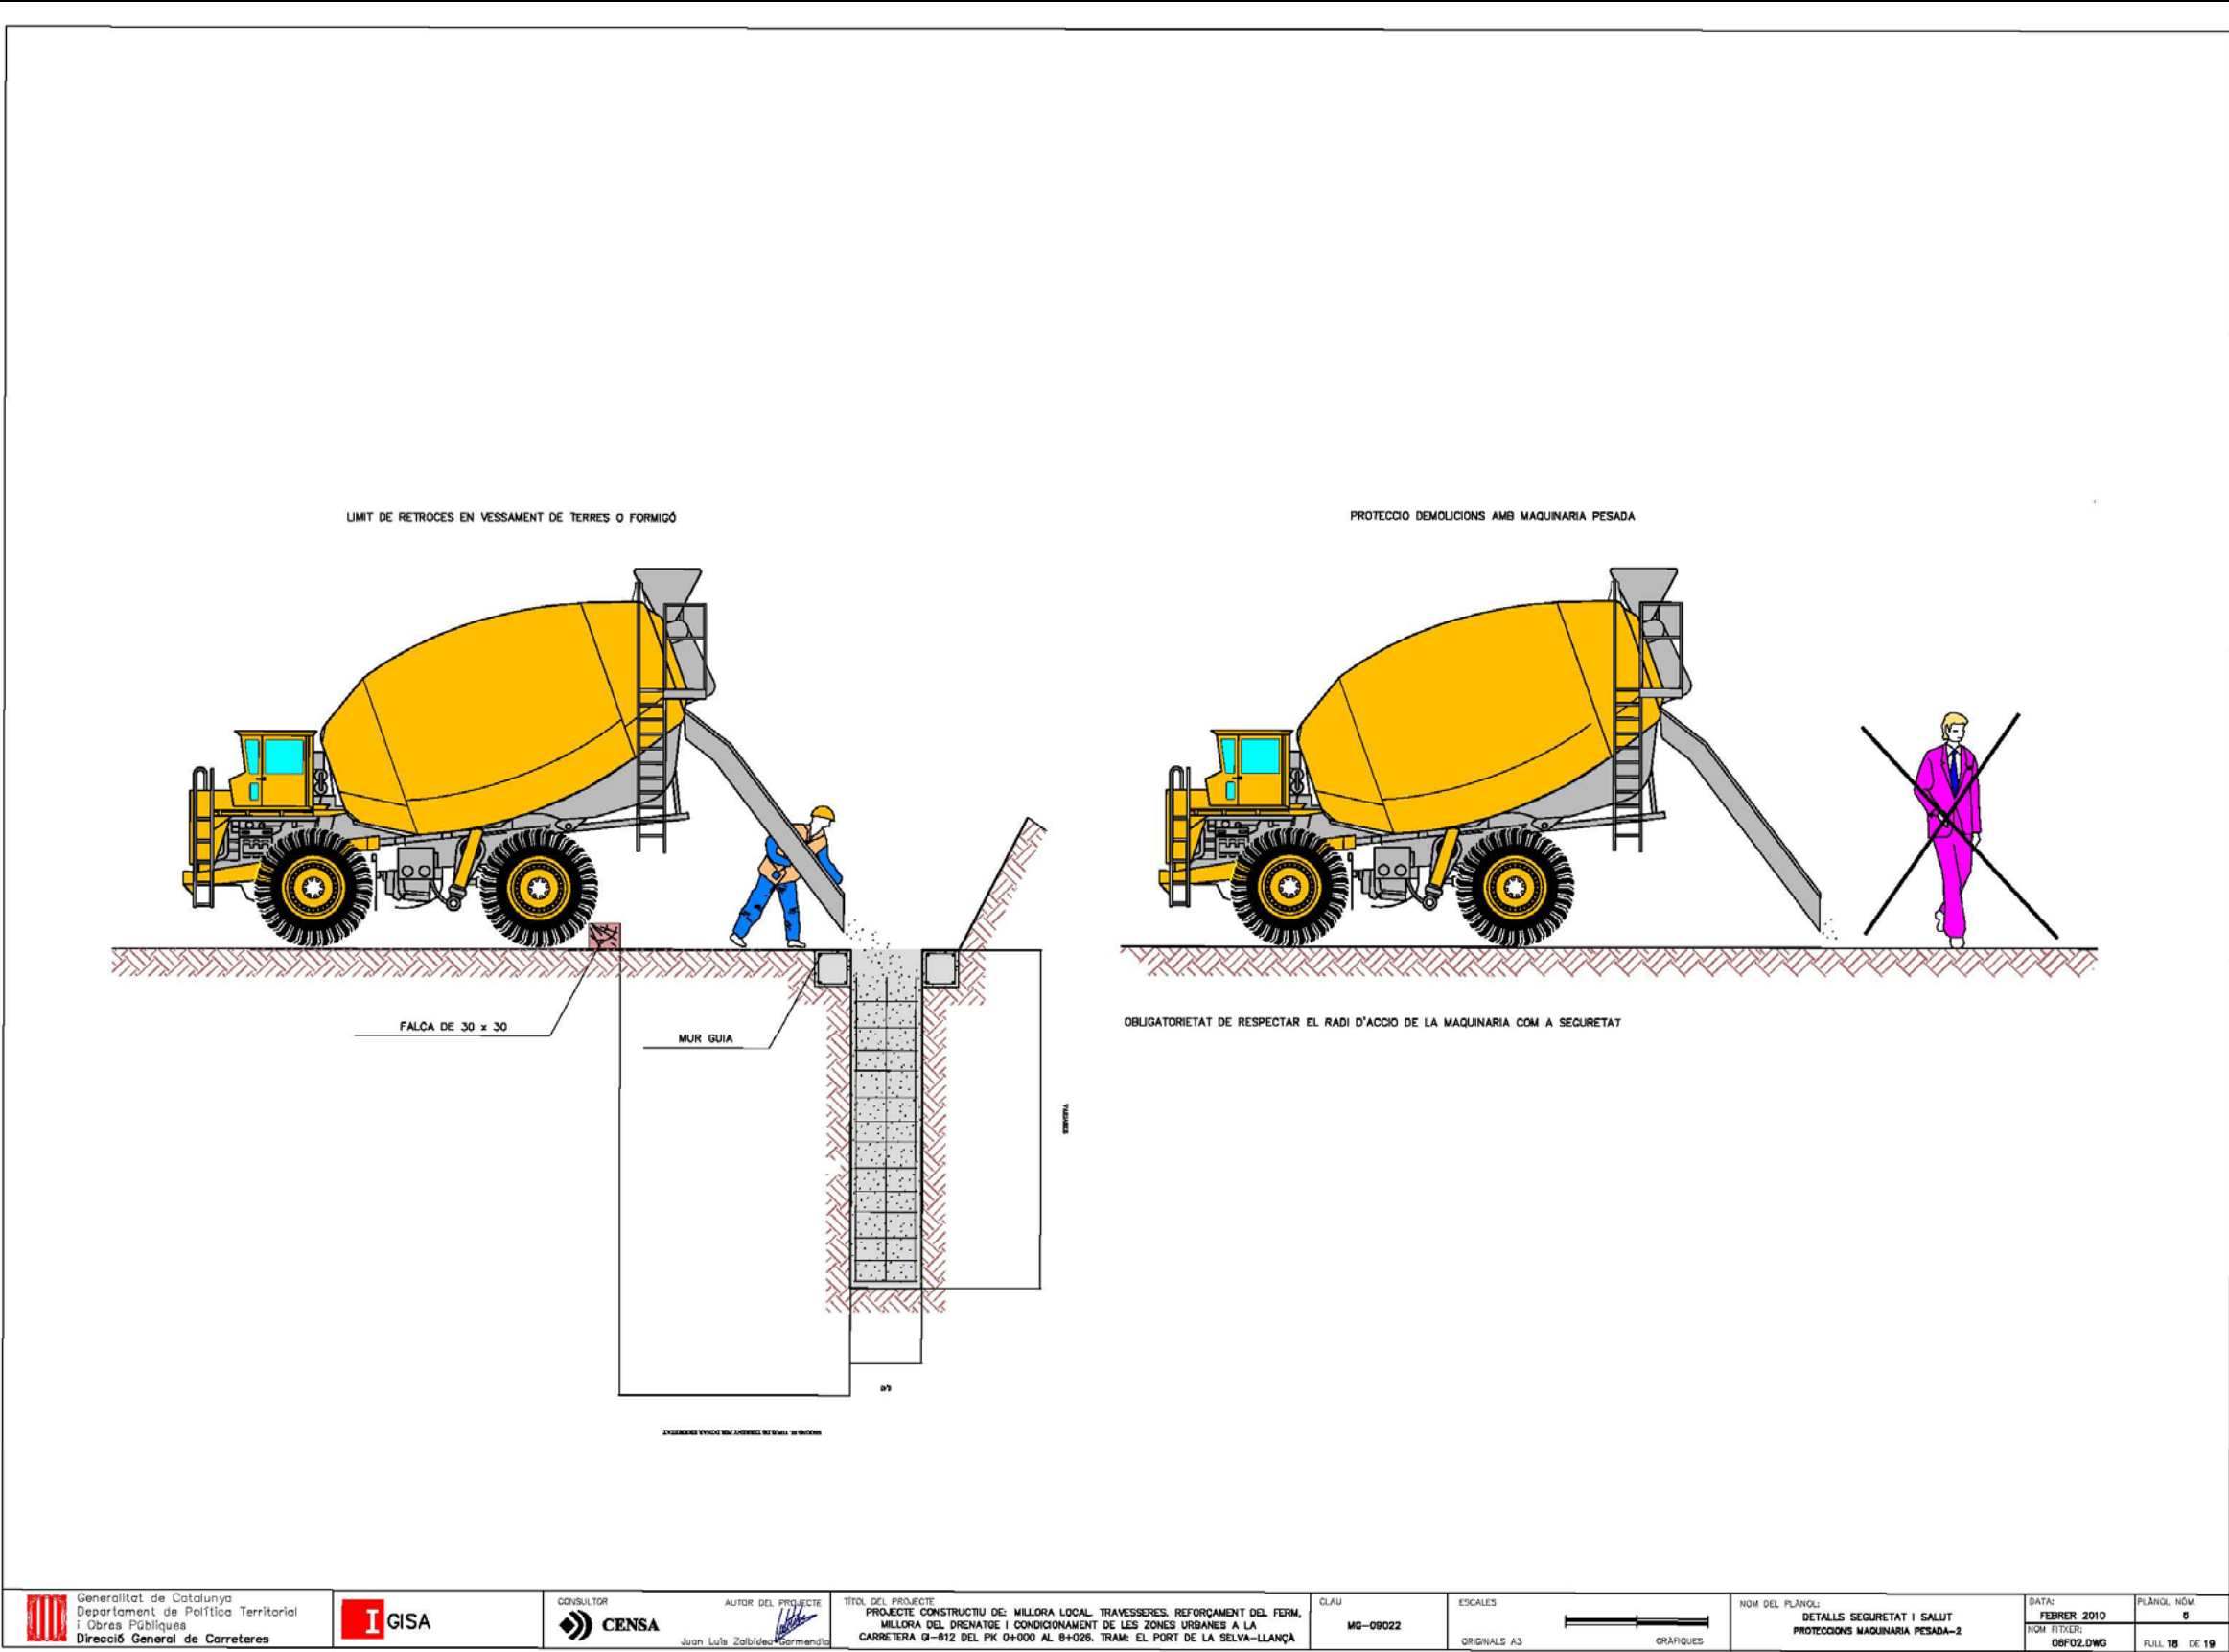 LIMIT DE RETROCES EN VESSAMENT DE TERRES O FORMIGÓ
PROTECCIO DEMOLICIONS AMB MAQUINARIA PESADA
FALCA DE 30 x 30
MUR GUIA
OBLIGATORIETAT DE RESPECTAR EL RADI D'ACCIO DE LA MAQUINARIA COM A SEGURETAT
Generalitat de Catalunya
Departament de Política Territorial
i Obres Públiques
Direcció General de Carreteres
GISA
CONSULTOR
CENSA
AUTOR DEL PROJECTE
Juan Luis Zalbidea Garmendia
TÍTOL DEL PROJECTE
PROJECTE CONSTRUCTIU DE: MILLORA LOCAL. TRAVESSERES. REFORÇAMENT DEL FERM,
MILLORA DEL DRENATGE I CONDICIONAMENT DE LES ZONES URBANES A LA
CARRETERA GI-612 DEL PK 0+000 AL 8+026. TRAM: EL PORT DE LA SELVA-LLANÇÀ
CLAU
MG-09022
ESCALES
ORIGINALS A3
GRÀFIQUES
NOM DEL PLÀNOL:
DETALLS SEGURETAT I SALUT
PROTECCIONS MAQUINARIA PESADA-2
DATA:
FEBRER 2010
NOM FITXER:
06F02.DWG
PLÀNOL NÚM.
FULL 18 DE 19